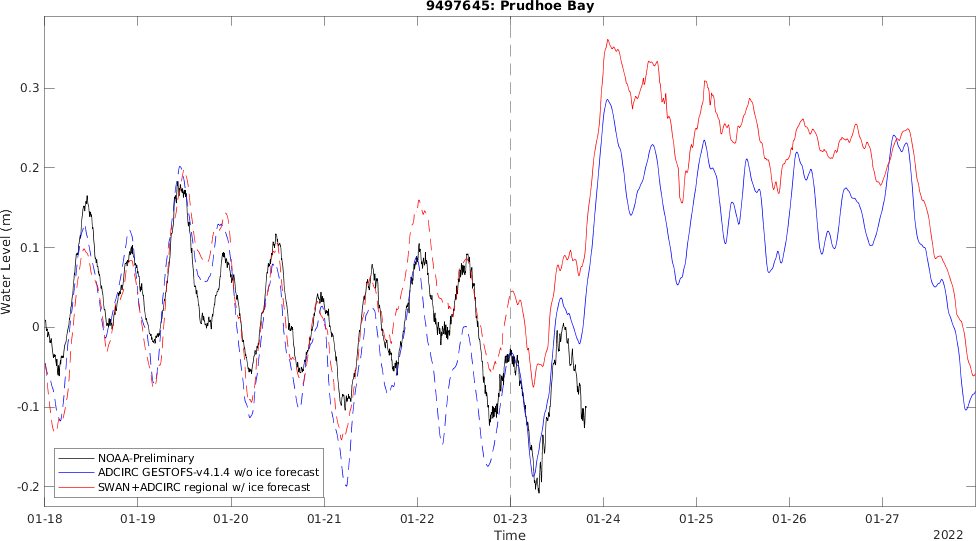 9497645: Prudhoe Bay
Water Level (m)
0.3
0.2
0.1
0
-0.1
-0.2
NOAA-Preliminary
ADCIRC GESTOFS-v4.1.4 w/o ice forecast
SWAN+ADCIRC regional w/ ice forecast
01-18 01-19 01-20 01-21 01-22 01-23 01-24 01-25 01-26 01-27
Time
2022